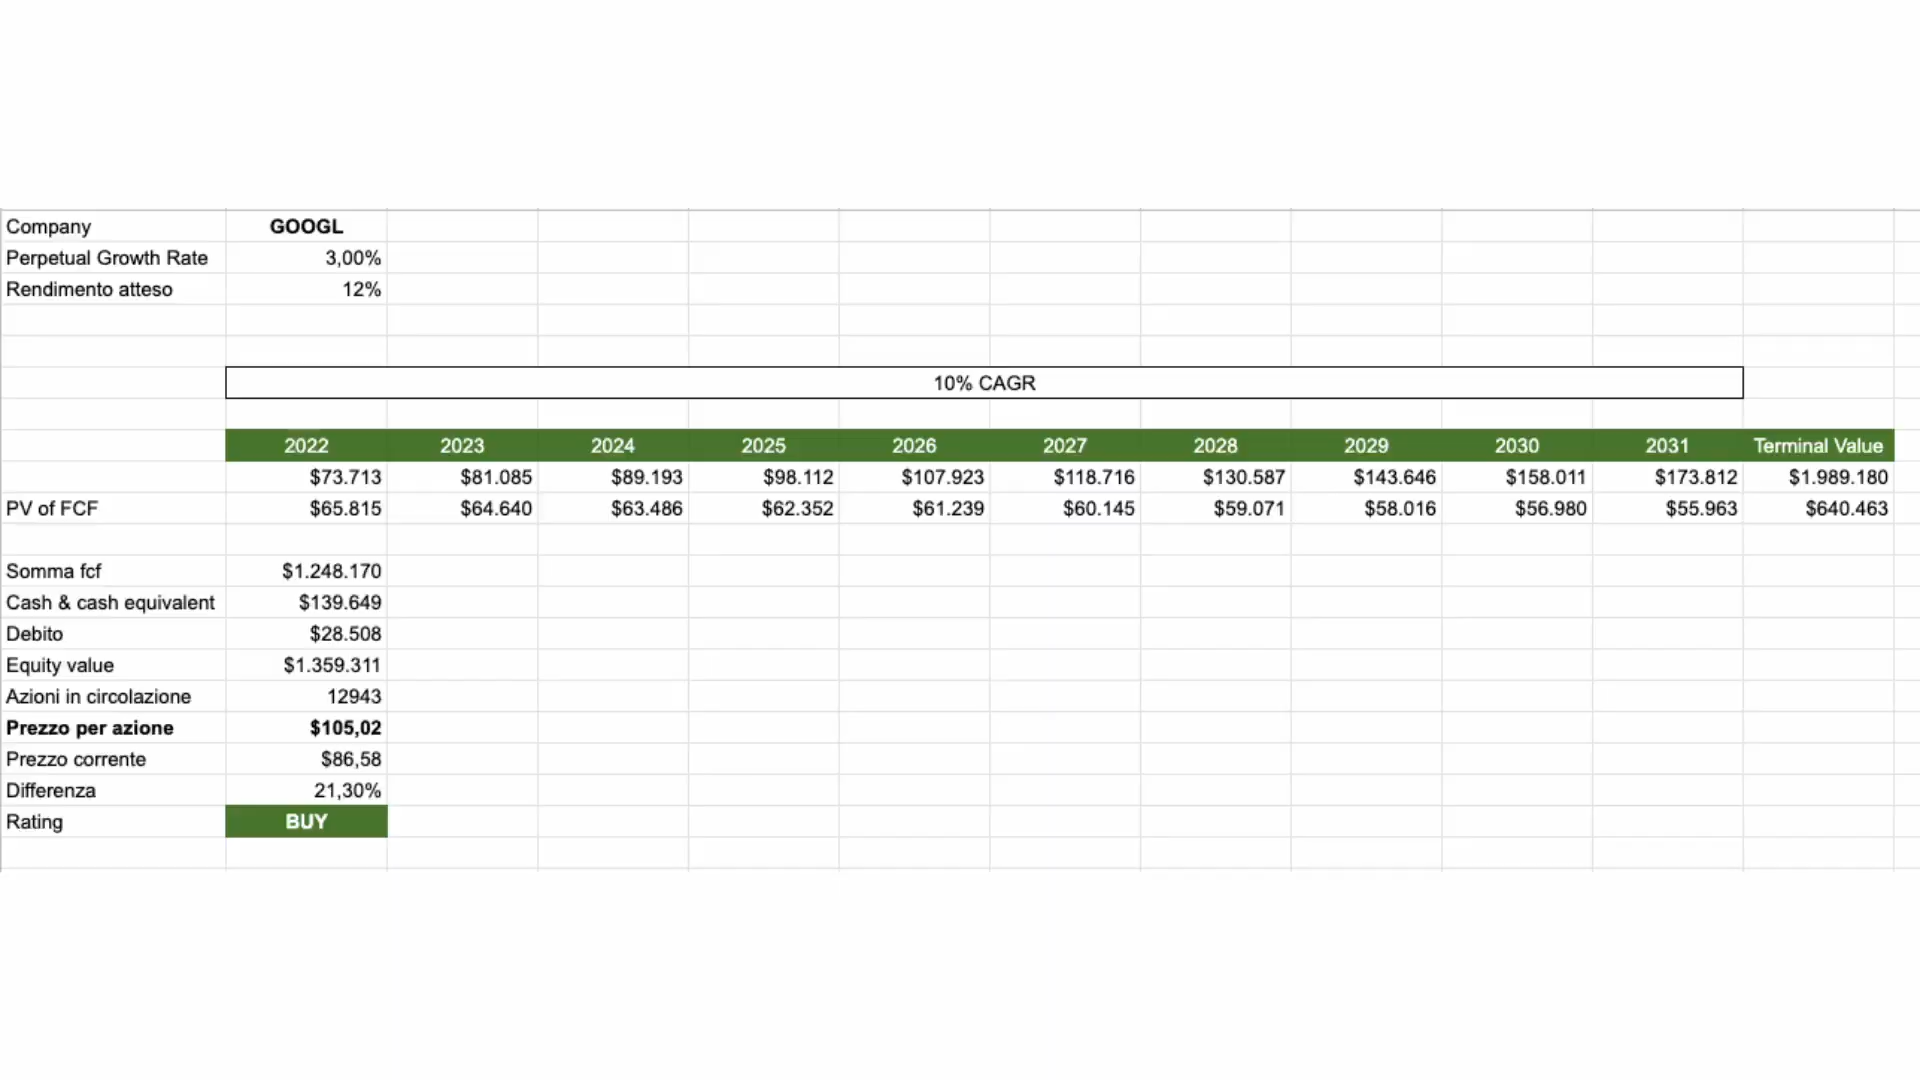 Company GOOGL
Perpetual Growth Rate 3,00%
Rendimento atteso 12%
10% CAGR
2022 2023 2024 2025 2026 2027 2028 2029 2030 2031 Terminal Value
$73.713 $81.085 $89.193 $98.112 $107.923 $118.716 $130.587 $143.646 $158.011 $173.812 $1.989.180
PV of FCF $65.815 $64.640 $63.486 $62.352 $61.239 $60.145 $59.071 $58.016 $56.980 $55.963 $640.463
Somma fcf $1.248.170
Cash & cash equivalent $139.649
Debito $28.508
Equity value $1.359.311
Azioni in circolazione 12943
Prezzo per azione $105,02
Prezzo corrente $86,58
Differenza 21,30%
Rating BUY